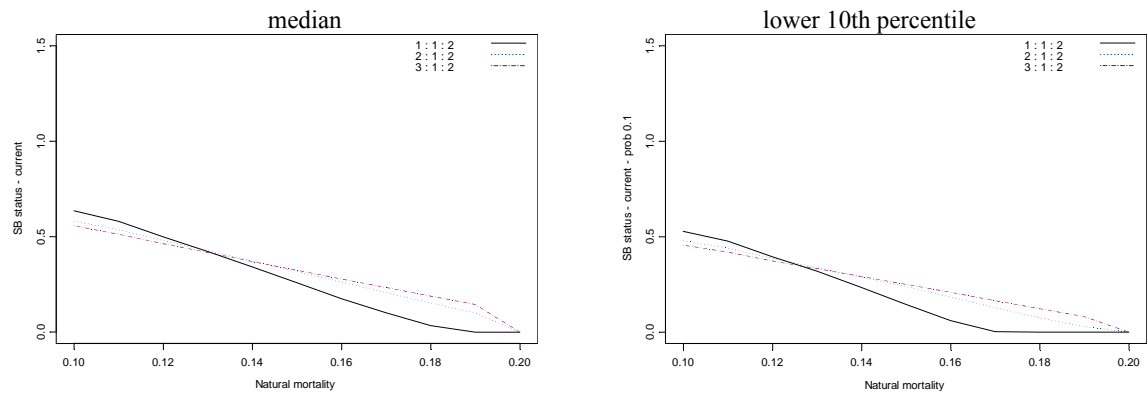 median
1 : 1 : 2
2 : 1 : 2
3 : 1 : 2
SB status - current
0.0
0.5
1.0
1.5
0.10 0.12 0.14 0.16 0.18 0.20
Natural mortality
lower 10th percentile
1 : 1 : 2
2 : 1 : 2
3 : 1 : 2
SB status - current - prob 0.1
0.0
0.5
1.0
1.5
0.10 0.12 0.14 0.16 0.18 0.20
Natural mortality